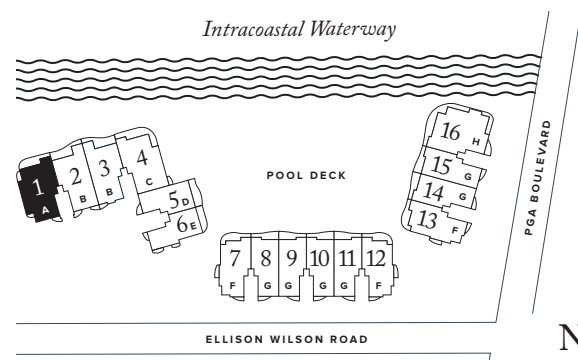 Intracoastal Waterway
1
A
2
B
3
B
4
C
5 D
6 E
POOL DECK
16 H
15 G
14 G
13 F
PGA BOULEVARD
7 8 9 10 11 12
F G G G G F
ELLISON WILSON ROAD
N